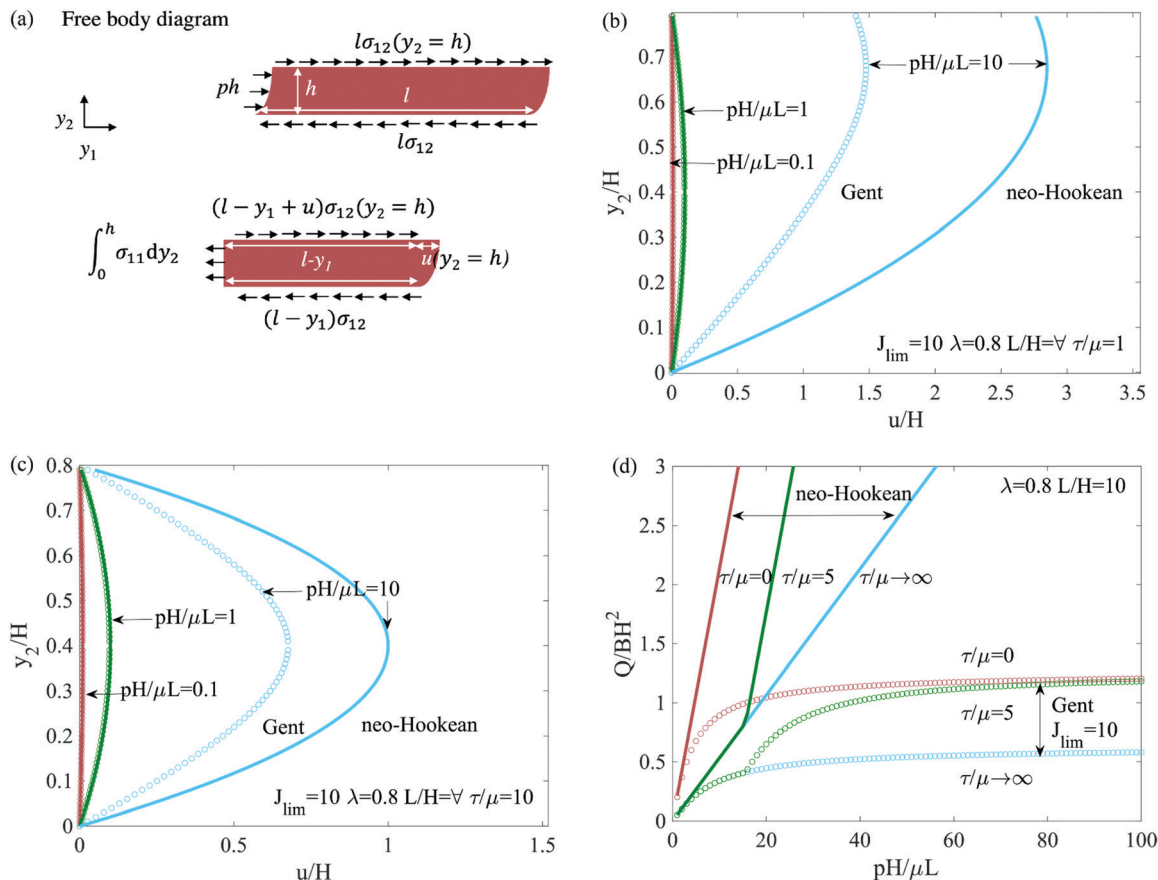 (a) Free body diagram
lσ₁₂(y₂ = h)
ph
h
l
y₂
y₁
lσ₁₂
(l − y₁ + u)σ₁₂(y₂ = h)
∫₀ʰ σ₁₁dy₂
l-y₁
u(y₂ = h)
(l − y₁)σ₁₂
(b)
y₂/H
0.7
0.6
0.5
0.4
0.3
0.2
0.1
0
pH/μL=10
pH/μL=1
pH/μL=0.1
Gent
neo-Hookean
J_lim=10 λ=0.8 L/H=∀ τ/μ=1
0 0.5 1 1.5 2 2.5 3 3.5
u/H
(c)
y₂/H
0.8
0.7
0.6
0.5
0.4
0.3
0.2
0.1
0
pH/μL=10
pH/μL=1
pH/μL=0.1
Gent
neo-Hookean
J_lim=10 λ=0.8 L/H=∀ τ/μ=10
0 0.5 1 1.5
u/H
(d)
Q/BH²
3
2.5
2
1.5
1
0.5
0
λ=0.8 L/H=10
neo-Hookean
τ/μ=0
τ/μ=5
τ/μ→∞
τ/μ=0
τ/μ=5
Gent
J_lim=10
τ/μ→∞
0 20 40 60 80 100
pH/μL